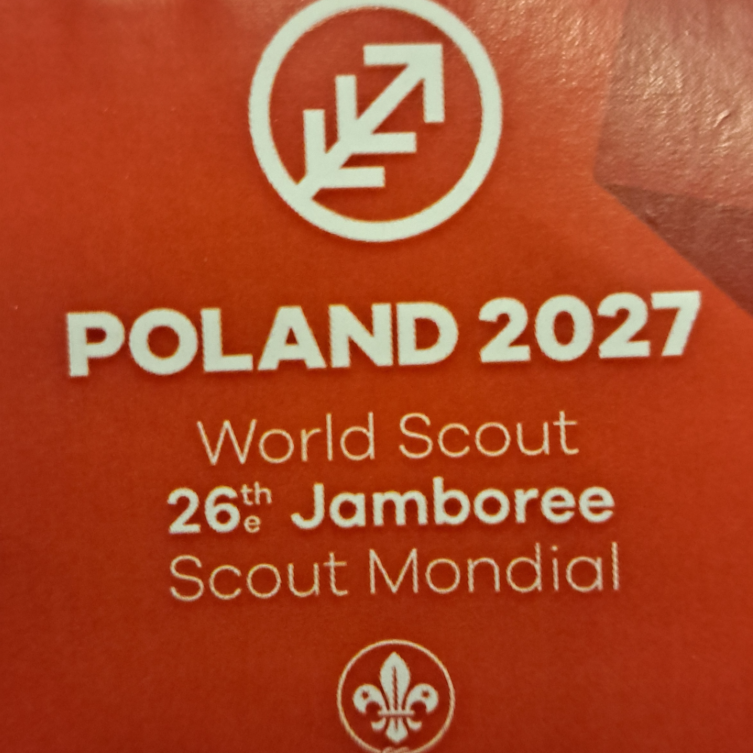 POLAND 2027
World Scout
26th e Jamboree
Scout Mondial